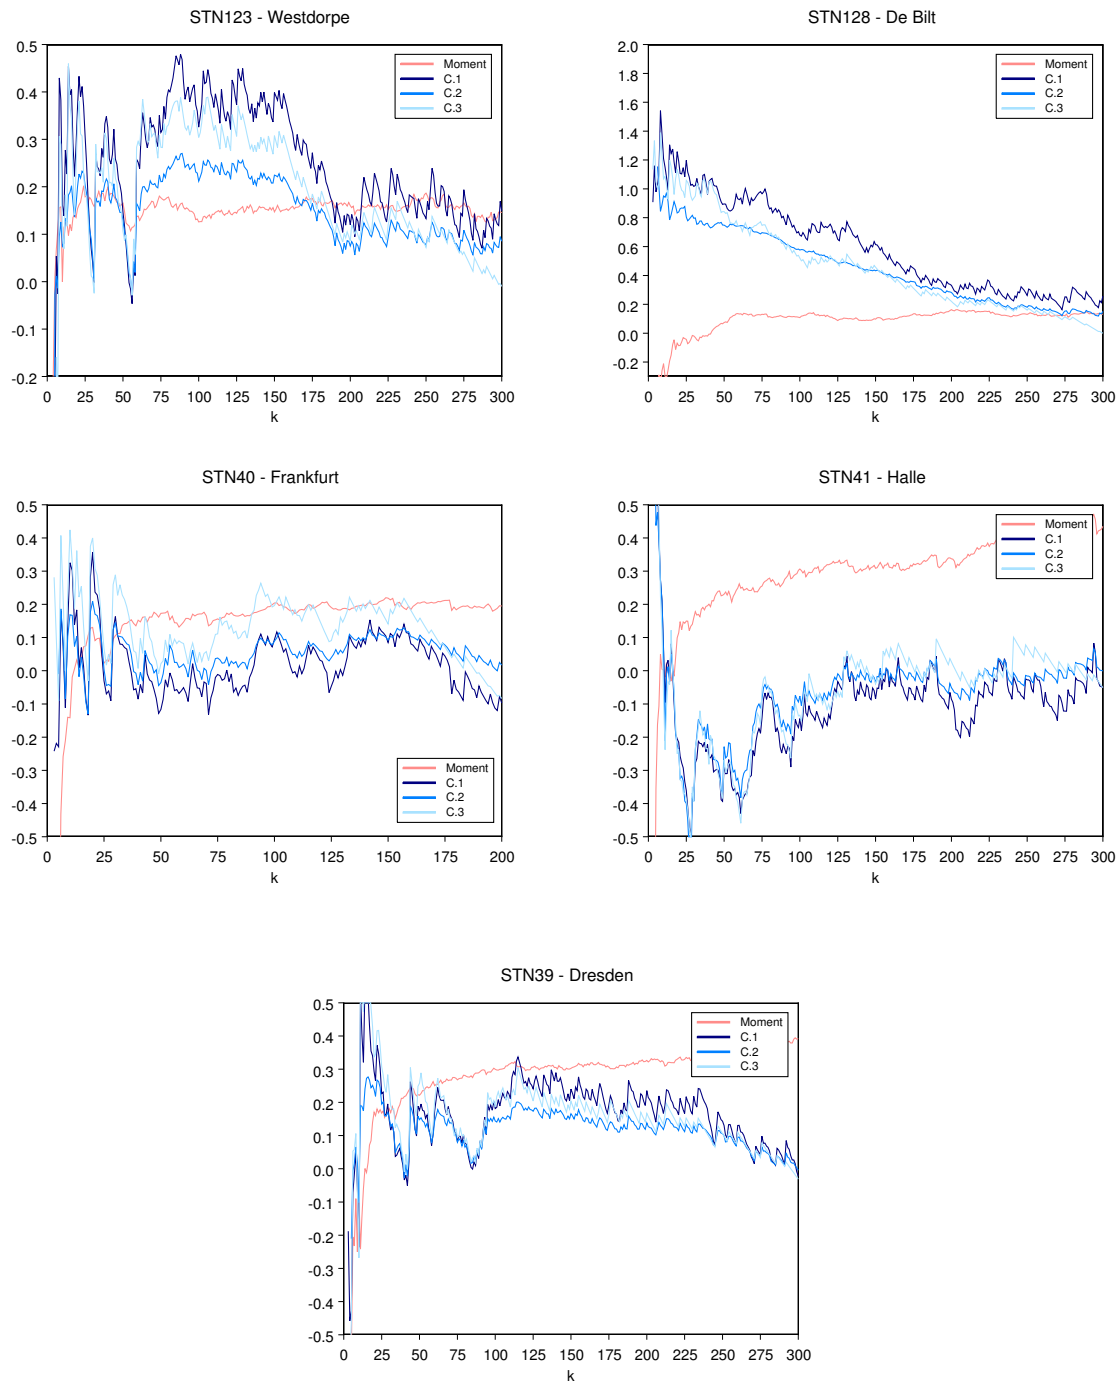 STN123 - Westdorpe
0.5
0.4
0.3
0.2
0.1
0.0
-0.1
-0.2
Moment
C.1
C.2
C.3
0 25 50 75 100 125 150 175 200 225 250 275 300
k
STN128 - De Bilt
2.0
1.8
1.6
1.4
1.2
1.0
0.8
0.6
0.4
0.2
0.0
-0.2
Moment
C.1
C.2
C.3
0 25 50 75 100 125 150 175 200 225 250 275 300
k
STN40 - Frankfurt
0.5
0.4
0.3
0.2
0.1
0.0
-0.1
-0.2
-0.3
-0.4
-0.5
Moment
C.1
C.2
C.3
0 25 50 75 100 125 150 175 200
k
STN41 - Halle
0.5
0.4
0.3
0.2
0.1
0.0
-0.1
-0.2
-0.3
-0.4
-0.5
Moment
C.1
C.2
C.3
0 25 50 75 100 125 150 175 200 225 250 275 300
k
STN39 - Dresden
0.5
0.4
0.3
0.2
0.1
0.0
-0.1
-0.2
-0.3
-0.4
-0.5
Moment
C.1
C.2
C.3
0 25 50 75 100 125 150 175 200 225 250 275 300
k